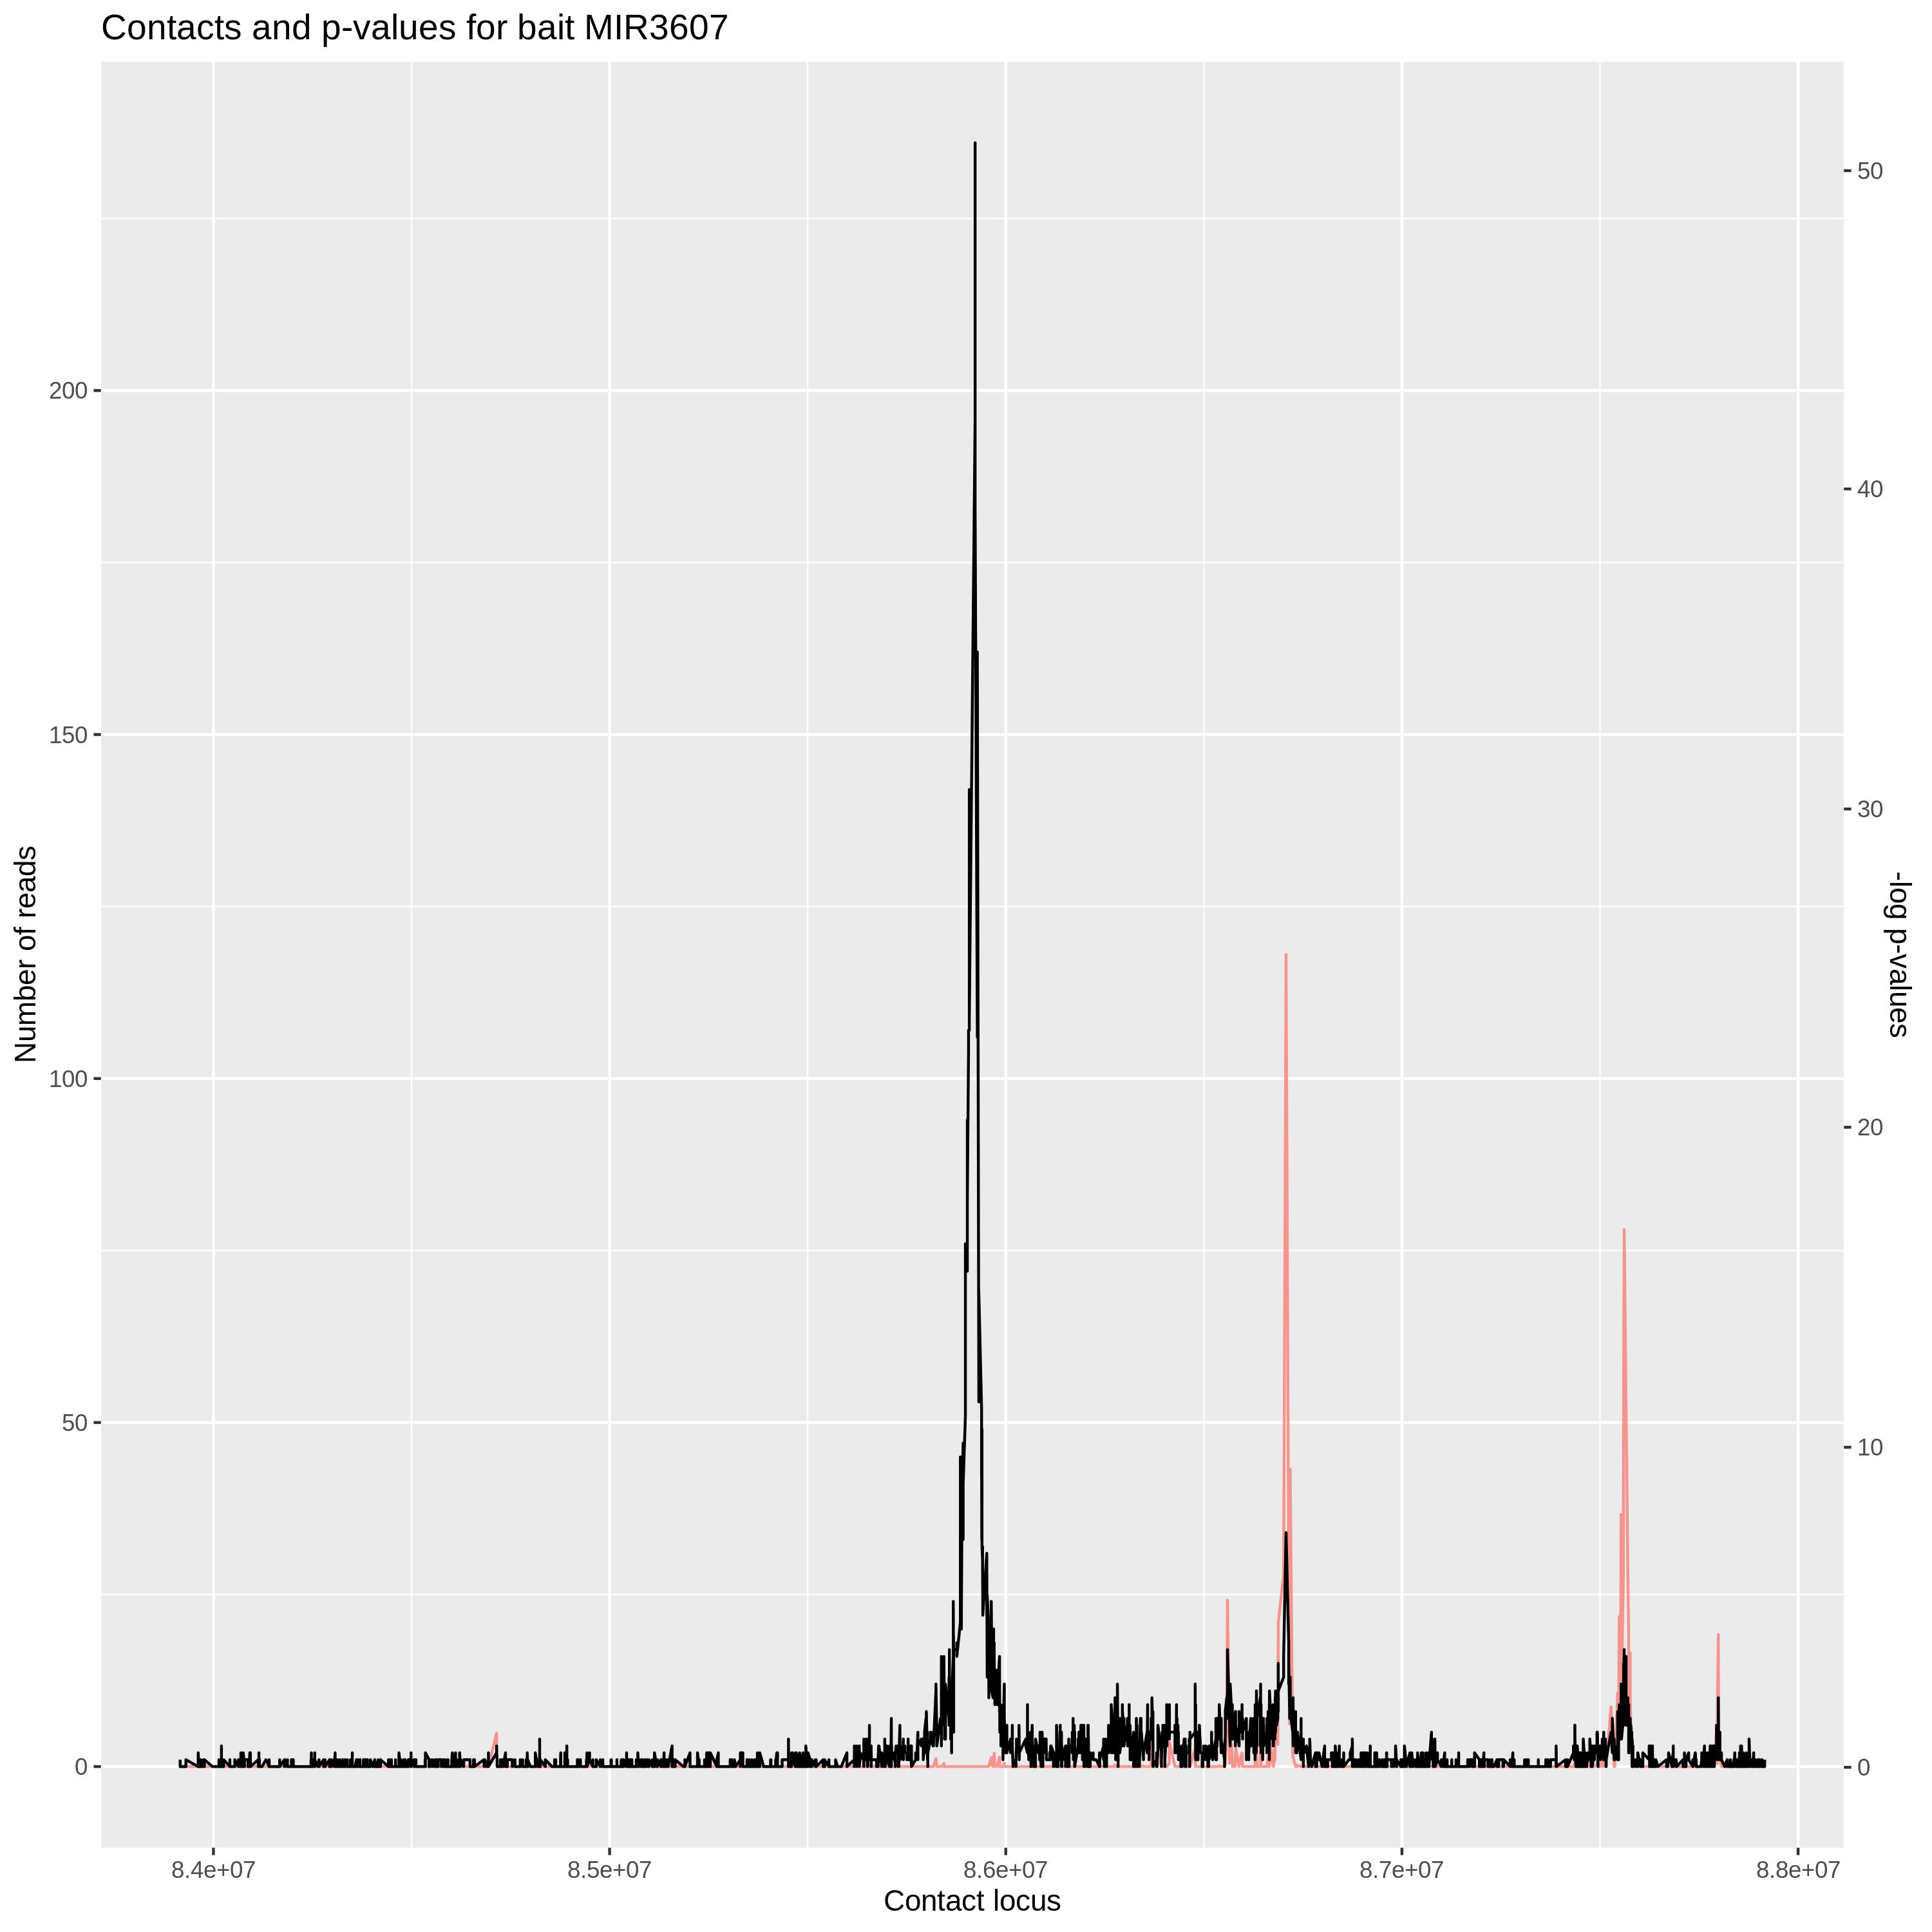 Contacts and p-values for bait MIR3607
Number of reads
200
150
100
50
0
50
40
30
20
10
0
-log p-values
8.4e+07 8.5e+07 8.6e+07 8.7e+07 8.8e+07
Contact locus